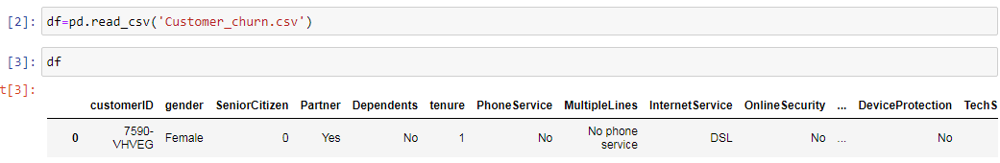 [2]: df=pd.read_csv('Customer_churn.csv')
[3]: df
t[3]:
customerID gender SeniorCitizen Partner Dependents tenure PhoneService MultipleLines InternetService OnlineSecurity ... DeviceProtection TechS
0 7590-VHVEG Female 0 Yes No 1 No No phone service DSL No ... No